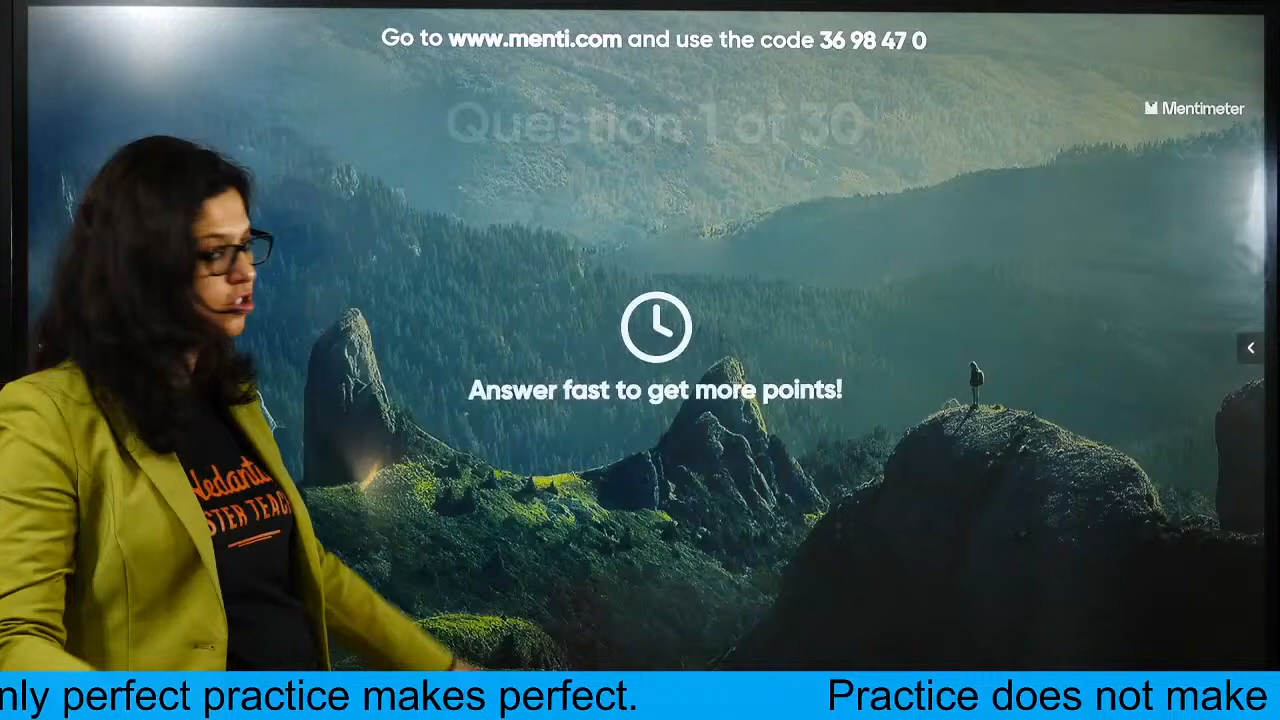 Go to www.menti.com and use the code 36 98 47 0
Mentimeter
Question 1 of 30
Answer fast to get more points!
perfect practice makes perfect.
Practice does not make